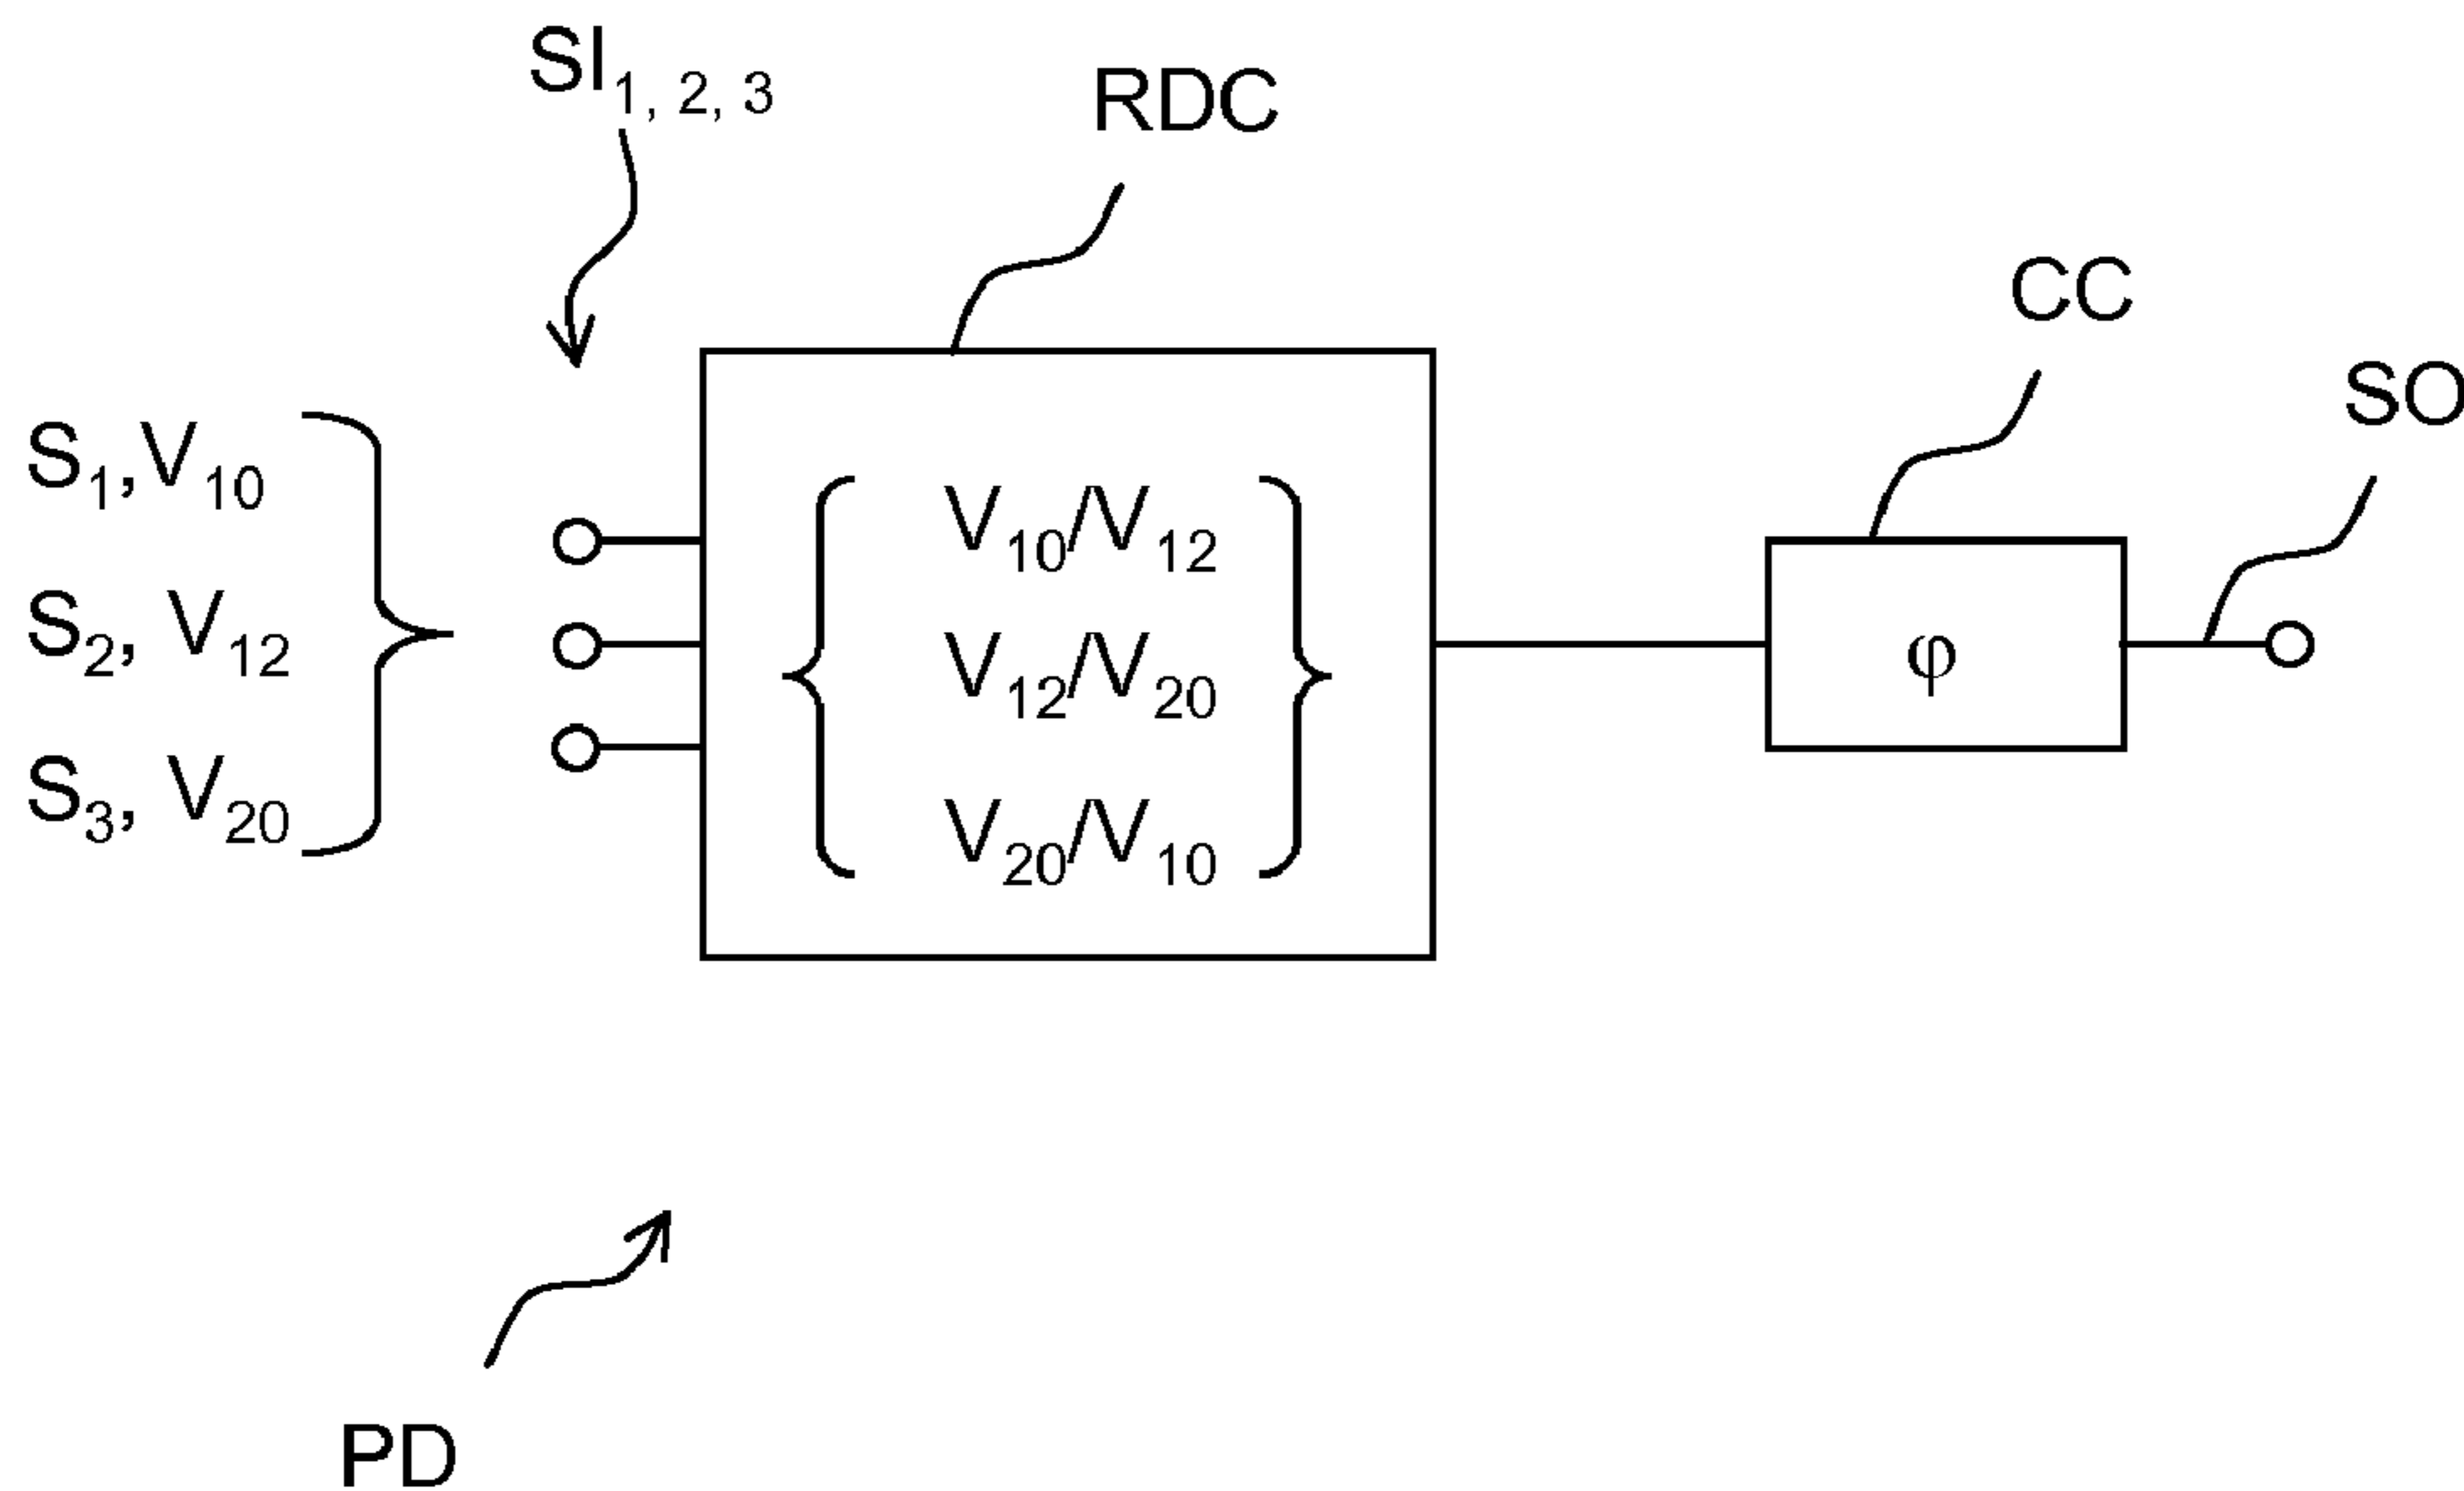 SI1, 2, 3
RDC
CC
SO
S1,V10
S2, V12
S3, V20
V10/V12
V12/V20
V20/V10
φ
PD